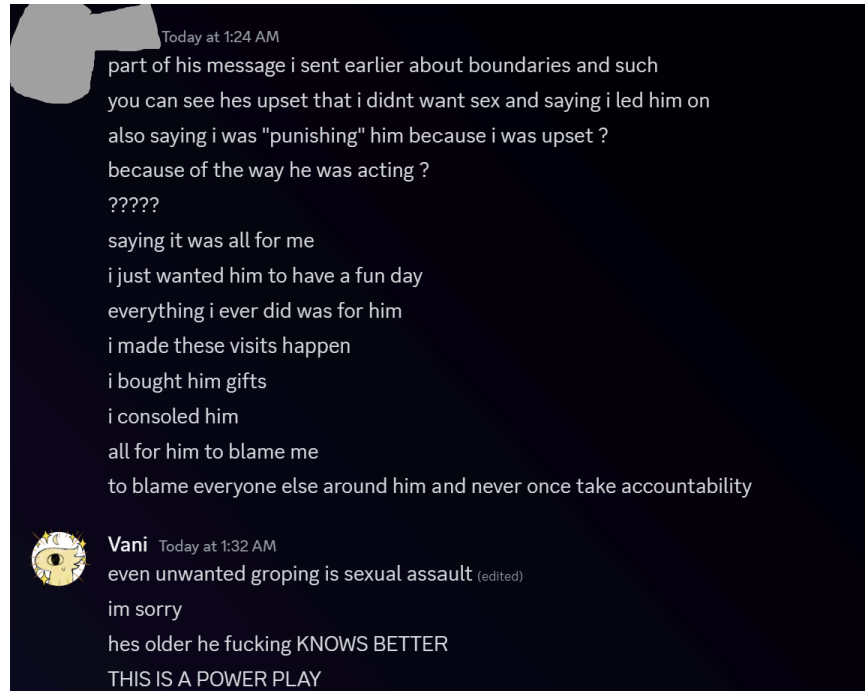 Today at 1:24 AM
part of his message i sent earlier about boundaries and such
you can see hes upset that i didnt want sex and saying i led him on
also saying i was "punishing" him because i was upset ?
because of the way he was acting ?
?????
saying it was all for me
i just wanted him to have a fun day
everything i ever did was for him
i made these visits happen
i bought him gifts
i consoled him
all for him to blame me
to blame everyone else around him and never once take accountability
Vani Today at 1:32 AM
even unwanted groping is sexual assault (edited)
im sorry
hes older he fucking KNOWS BETTER
THIS IS A POWER PLAY